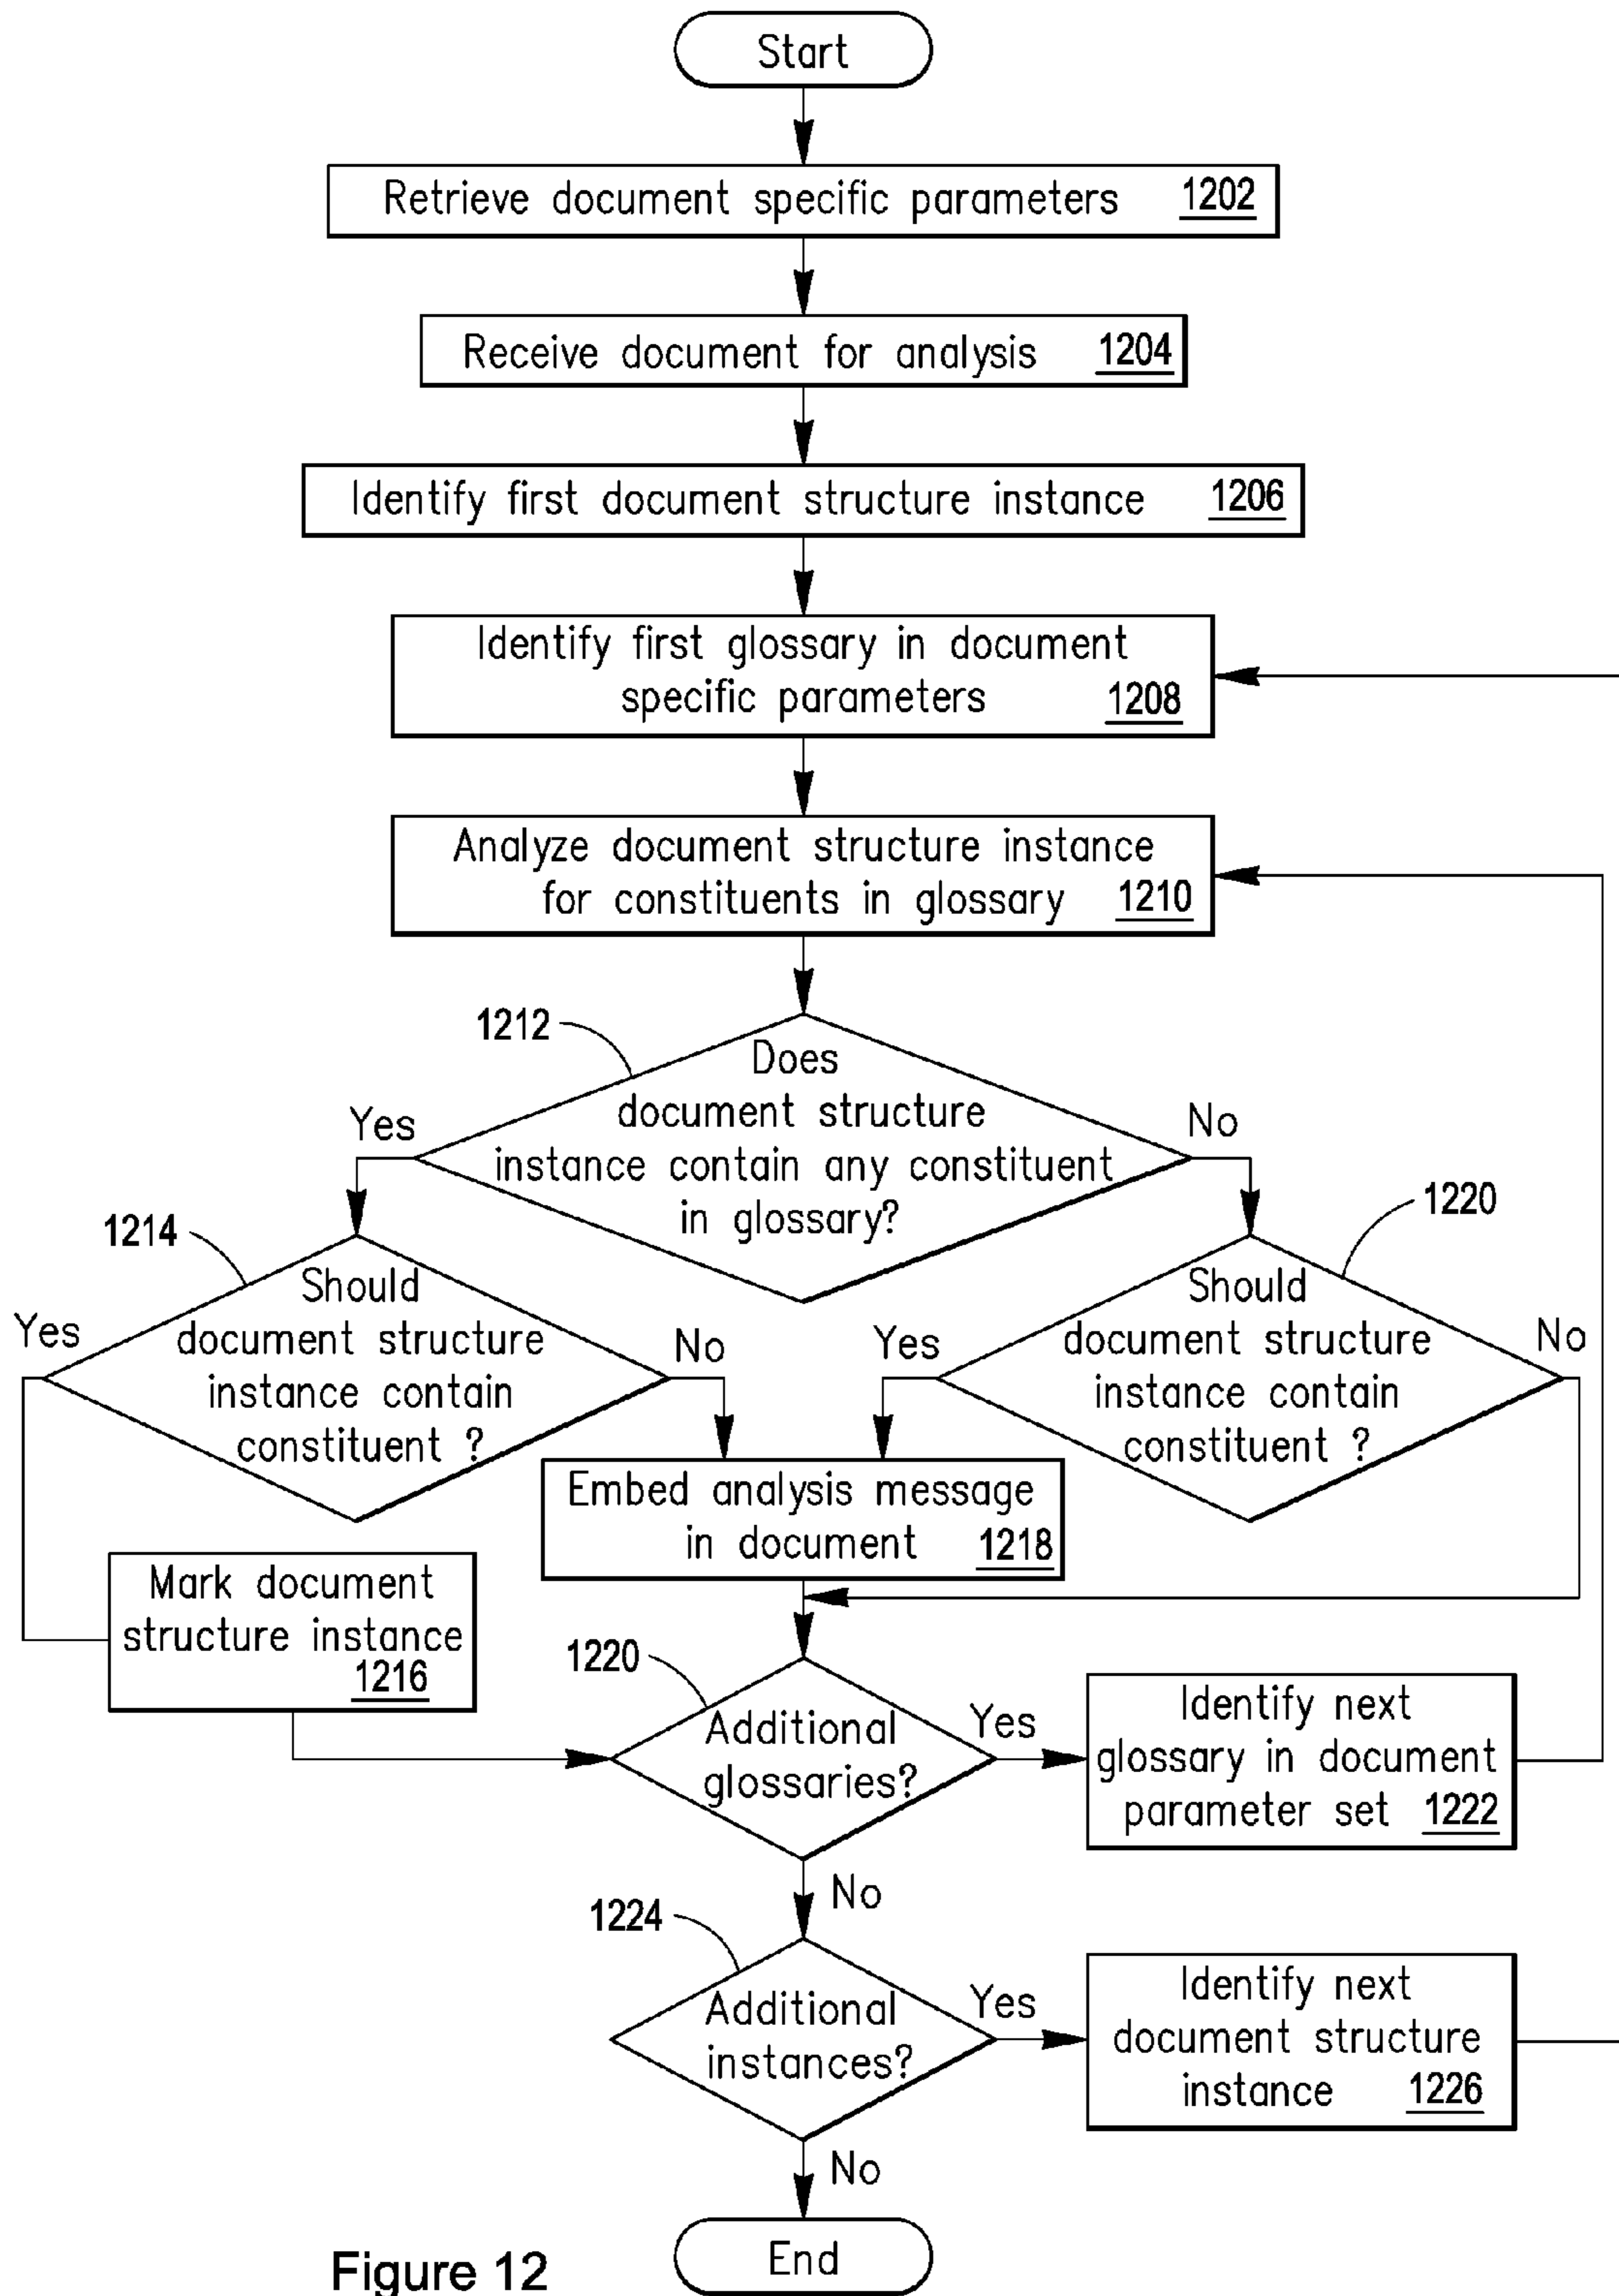 Start
Retrieve document specific parameters 1202
Receive document for analysis 1204
Identify first document structure instance 1206
Identify first glossary in document
specific parameters 1208
Analyze document structure instance
for constituents in glossary 1210
1212
Does
document structure
instance contain any constituent
in glossary?
Yes
No
1214
Should
document structure
instance contain
constituent ?
Yes
No
1220
Should
document structure
instance contain
constituent ?
Yes
No
Embed analysis message
in document 1218
Mark document
structure instance
1216
1220
Additional
glossaries?
Yes
Identify next
glossary in document
parameter set 1222
No
1224
Additional
instances?
Yes
Identify next
document structure
instance 1226
No
End
Figure 12